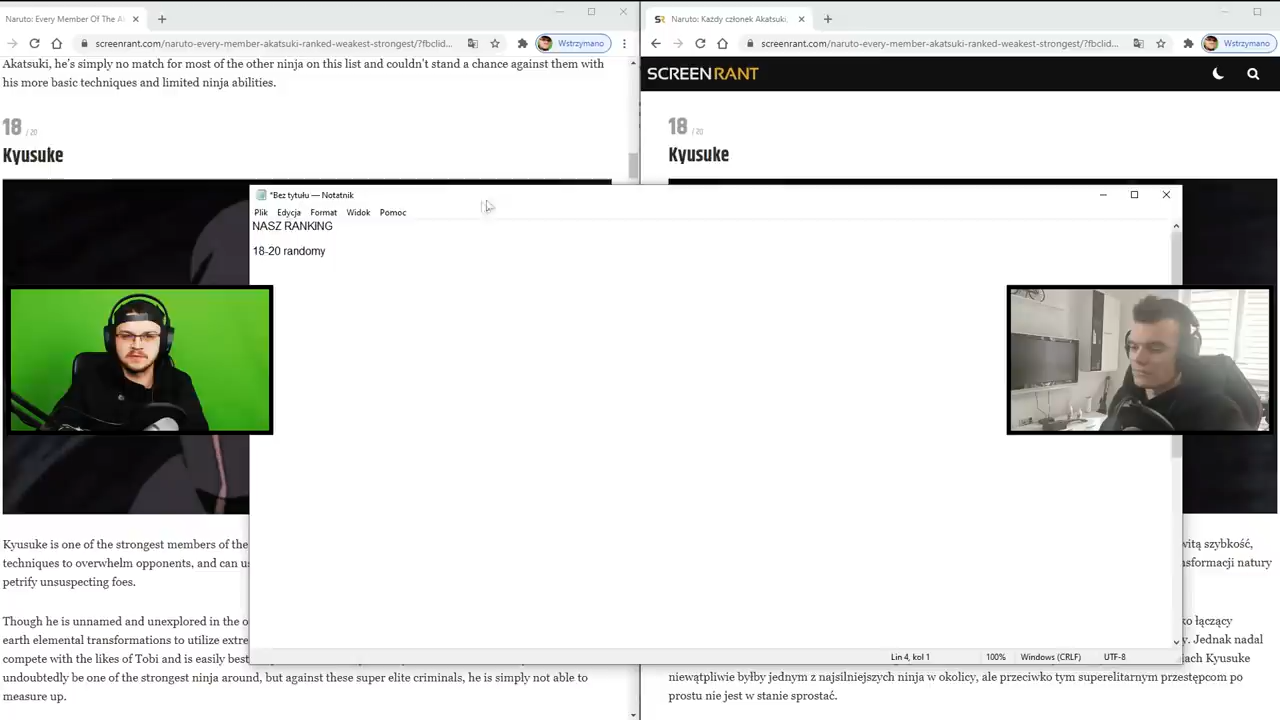 Naruto: Every Member Of The A
screenrant.com/naruto-every-member-akatsuki-ranked-weakest-strongest/?fbclid...
Wstrzymano
Akatsuki, he's simply no match for most of the other ninja on this list and couldn't stand a chance against them with
his more basic techniques and limited ninja abilities.
18 / 20
Kyusuke
Kyusuke is one of the strongest members of the
techniques to overwhelm opponents, and can u
petrify unsuspecting foes.
Though he is unnamed and unexplored in the o
earth elemental transformations to utilize extre
compete with the likes of Tobi and is easily best
undoubtedly be one of the strongest ninja around, but against these super elite criminals, he is simply not able to
measure up.
SR Naruto: Każdy członek Akatsuki,
screenrant.com/naruto-every-member-akatsuki-ranked-weakest-strongest/?fbclid...
Wstrzymano
SCREENRANT
18 / 20
Kyusuke
witą szybkość,
nsformacji natury
ko łączący
y. Jednak nadal
jach Kyusuke
niewątpliwie byłby jednym z najsilniejszych ninja w okolicy, ale przeciwko tym superelitarnym przestępcom po
prostu nie jest w stanie sprostać.
*Bez tytułu — Notatnik
Plik Edycja Format Widok Pomoc
NASZ RANKING
18-20 randomy
Lin 4, kol 1 100% Windows (CRLF) UTF-8